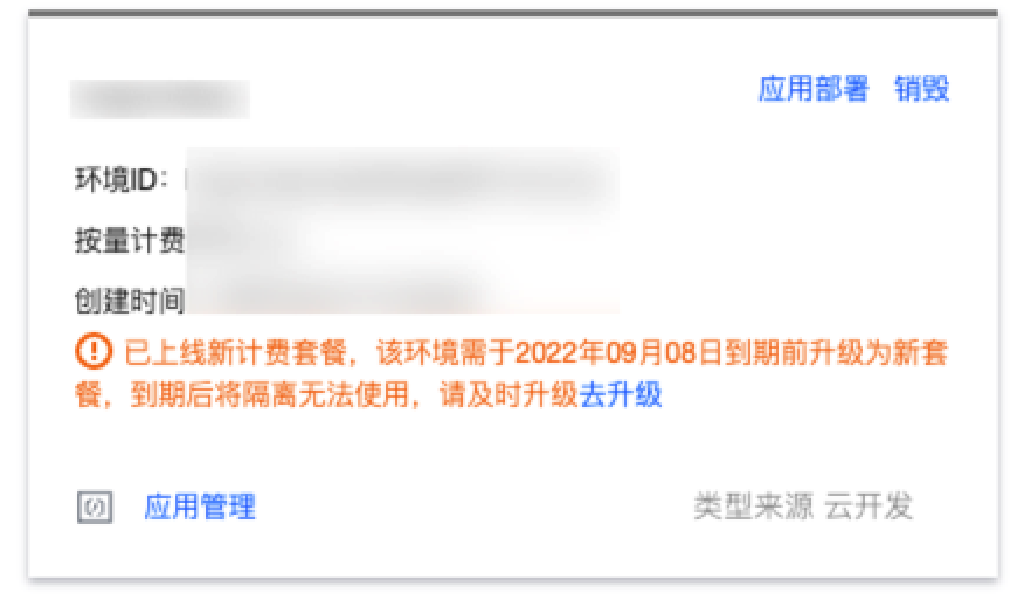 应用部署 销毁
环境ID：
按量计费
创建时间
已上线新计费套餐，该环境需于2022年09月08日到期前升级为新套
餐，到期后将隔离无法使用，请及时升级去升级
应用管理
类型来源 云开发